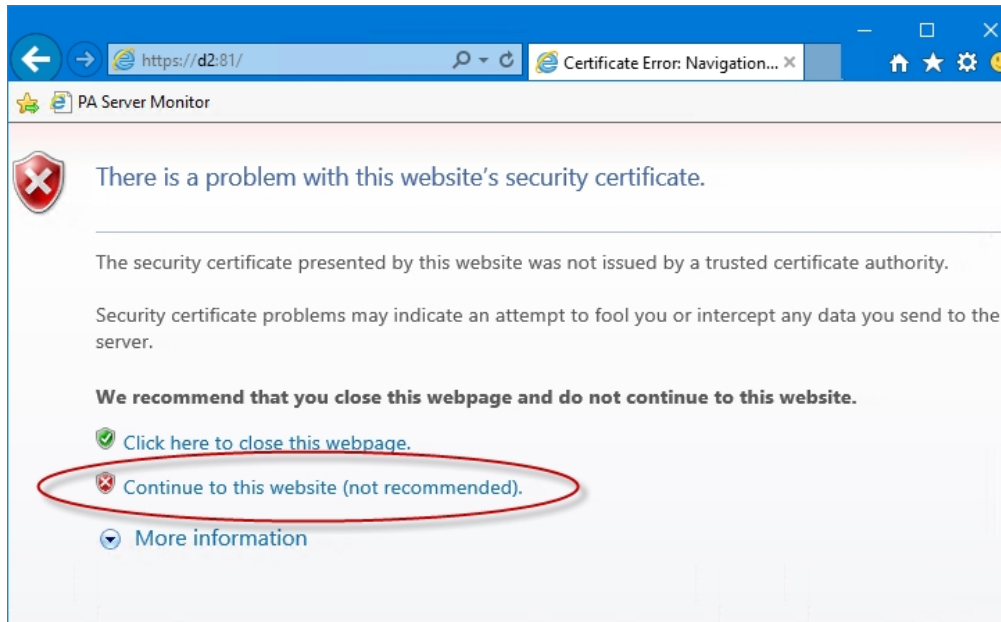 https://d2:81/
Certificate Error: Navigation...
PA Server Monitor
There is a problem with this website's security certificate.
The security certificate presented by this website was not issued by a trusted certificate authority.
Security certificate problems may indicate an attempt to fool you or intercept any data you send to the
server.
We recommend that you close this webpage and do not continue to this website.
Click here to close this webpage.
Continue to this website (not recommended).
More information